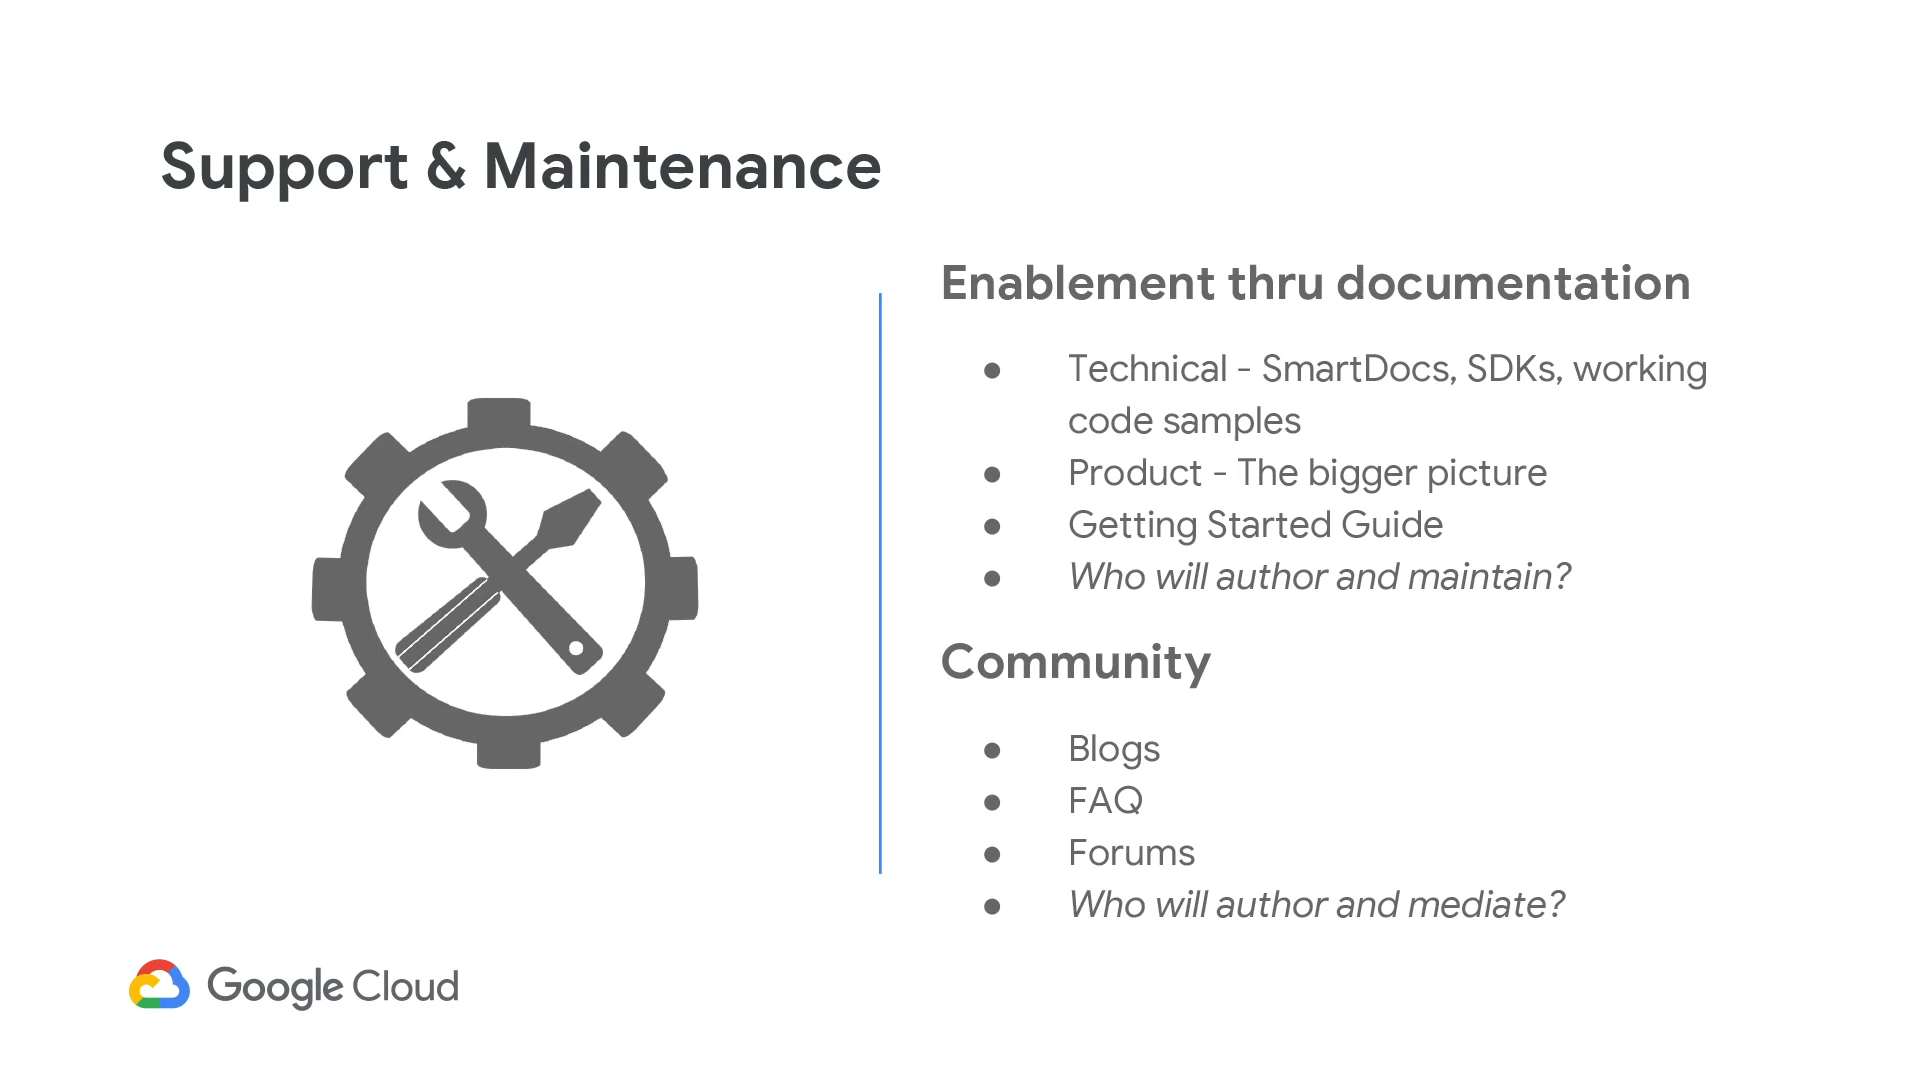 Support & Maintenance
Enablement thru documentation
● Technical - SmartDocs, SDKs, working
code samples
● Product - The bigger picture
● Getting Started Guide
● Who will author and maintain?
Community
● Blogs
● FAQ
● Forums
● Who will author and mediate?
Google Cloud